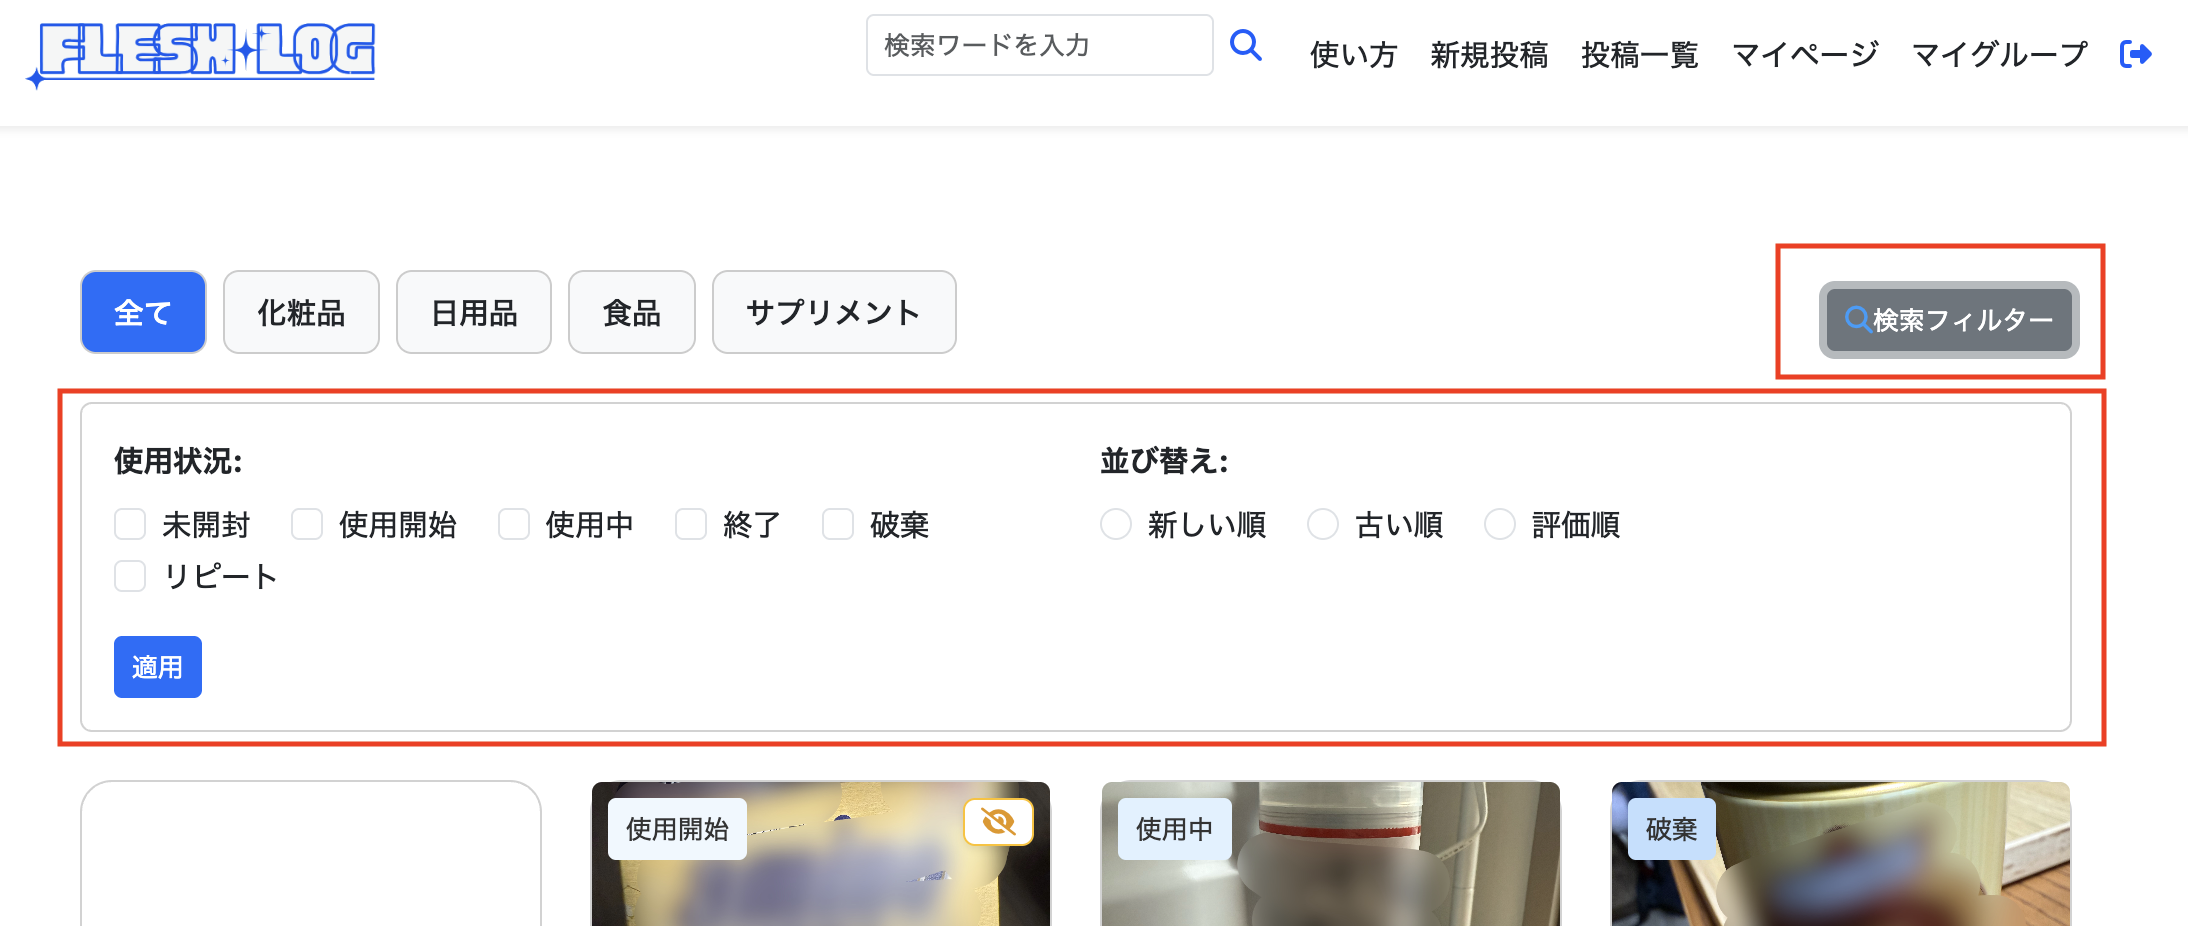 FLESH LOG
検索ワードを入力
使い方 新規投稿 投稿一覧 マイページ マイグループ
全て 化粧品 日用品 食品 サプリメント
検索フィルター
使用状況:
未開封 使用開始 使用中 終了 破棄
リピート
並び替え:
新しい順 古い順 評価順
適用
使用開始
使用中
破棄